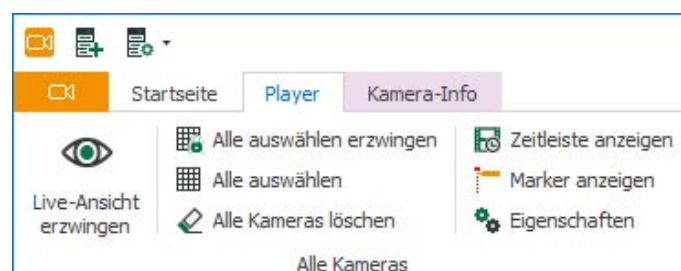 Startseite Player Kamera-Info
Live-Ansicht
erzwingen
Alle auswählen erzwingen
Alle auswählen
Alle Kameras löschen
Zeitleiste anzeigen
Marker anzeigen
Eigenschaften
Alle Kameras